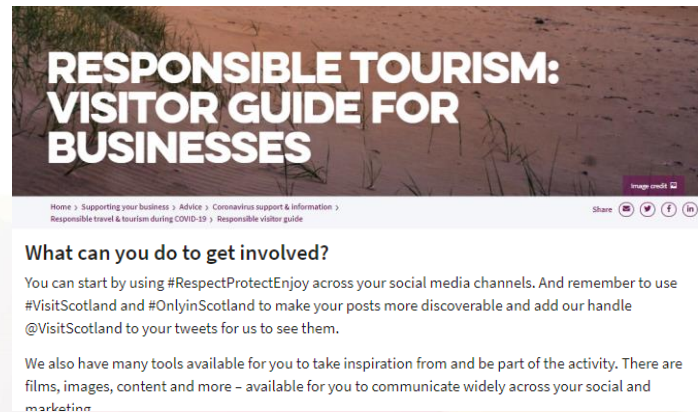 RESPONSIBLE TOURISM:
VISITOR GUIDE FOR
BUSINESSES
Image credit
Home > Supporting your business > Advice > Coronavirus support & information >
Responsible travel & tourism during COVID-19 > Responsible visitor guide
Share
What can you do to get involved?
You can start by using #RespectProtectEnjoy across your social media channels. And remember to use
#VisitScotland and #OnlyinScotland to make your posts more discoverable and add our handle
@VisitScotland to your tweets for us to see them.
We also have many tools available for you to take inspiration from and be part of the activity. There are
films, images, content and more – available for you to communicate widely across your social and
marketing